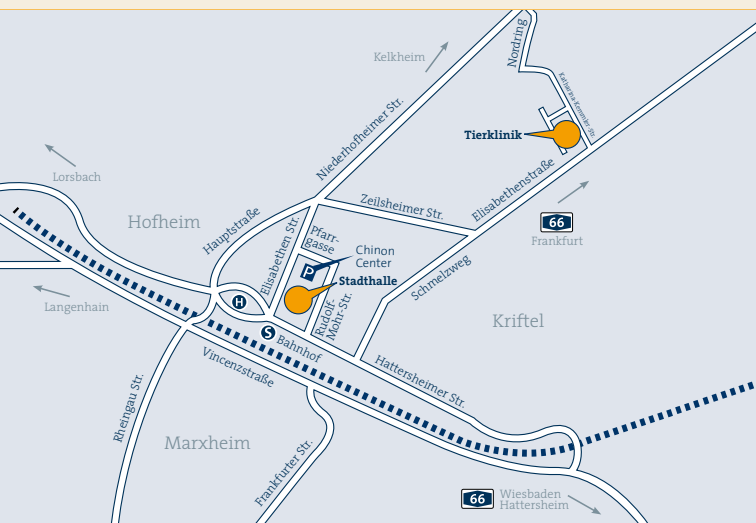 Kelkheim
Nordring
Katharina-Kemmler-Str.
Tierklinik
Niederhofheimer Str.
Lorsbach
Hofheim
Hauptstraße
Zeilsheimer Str.
Elisabethenstraße
66
Frankfurt
Elisabethen Str.
Pfarr-
gasse
Chinon
Center
P
Stadthalle
Schmelzweg
Langenhain
H
Rudolf-
Mohr-Str.
Kriftel
S
Bahnhof
Vincenzstraße
Hattersheimer Str.
Rheingau Str.
Marxheim
Frankfurter Str.
66
Wiesbaden
Hattersheim